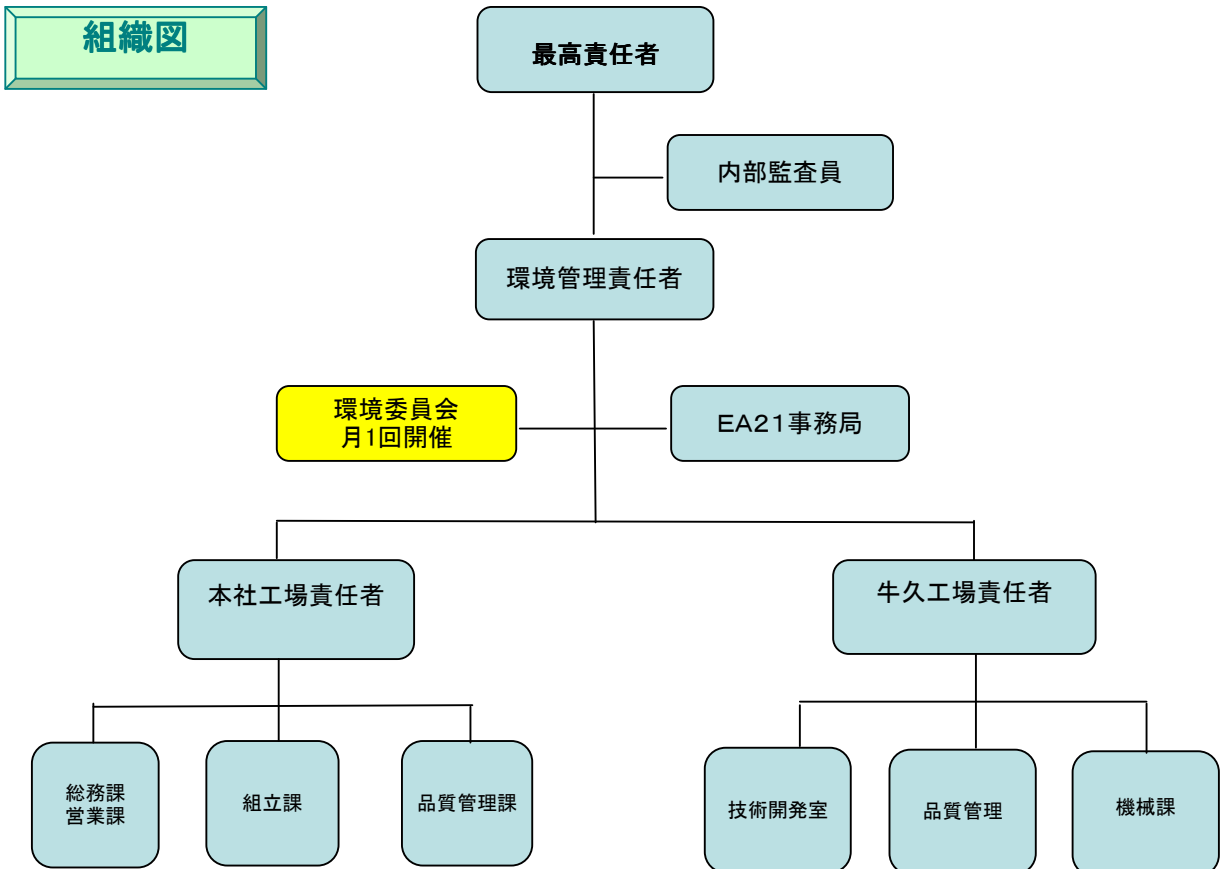 組織図
最高責任者
内部監査員
環境管理責任者
環境委員会
月1回開催
EA21事務局
本社工場責任者
牛久工場責任者
総務課
営業課
組立課
品質管理課
技術開発室
品質管理
機械課